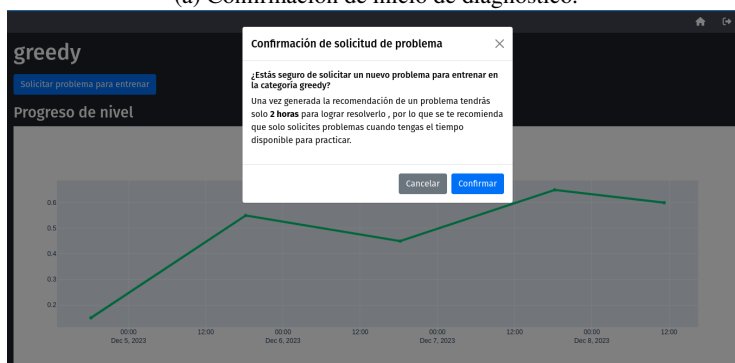 (a) Confirmación de inicio de diagnóstico.
greedy
Solicitar problema para entrenar
Progreso de nivel
Confirmación de solicitud de problema
¿Estás seguro de solicitar un nuevo problema para entrenar en
la categoría greedy?
Una vez generada la recomendación de un problema tendrás
solo 2 horas para lograr resolverlo , por lo que se te recomienda
que solo solicites problemas cuando tengas el tiempo
disponible para practicar.
Cancelar Confirmar
0.6
0.5
0.4
0.3
0.2
00:00 12:00 00:00 12:00 00:00 12:00 00:00 12:00
Dec 5, 2023 Dec 6, 2023 Dec 7, 2023 Dec 8, 2023